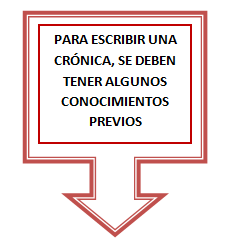 PARA ESCRIBIR UNA
CRÓNICA, SE DEBEN
TENER ALGUNOS
CONOCIMIENTOS
PREVIOS